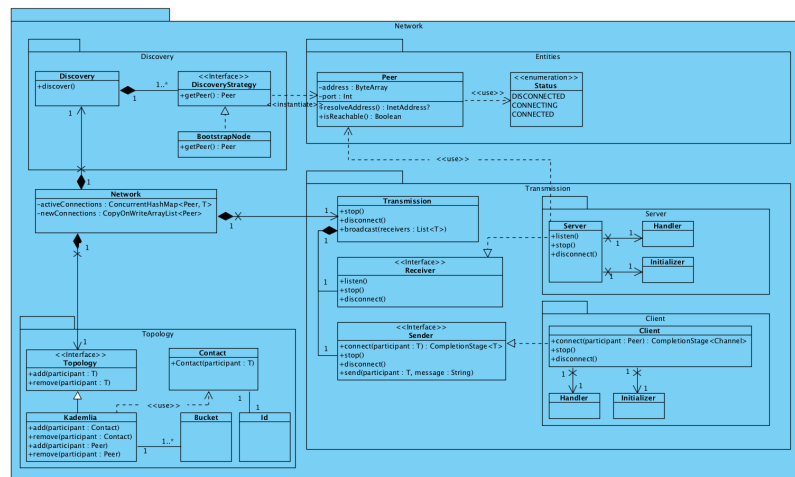 Network
Discovery
Discovery
+discover()
1
1..*
<<Interface>>
DiscoveryStrategy
+getPeer() : Peer
<<instantiate>>
BootstrapNode
+getPeer() : Peer
1
1
Entities
Peer
-address : ByteArray
-port : Int
+resolveAddress() : InetAddress?
+isReachable() : Boolean
<<use>>
<<enumeration>>
Status
DISCONNECTED
CONNECTING
CONNECTED
<<use>>
Network
-activeConnections : ConcurrentHashMap<Peer, T>
-newConnections : CopyOnWriteArrayList<Peer>
1
1
1
1
Transmission
Transmission
+stop()
+disconnect()
+broadcast(receivers : List<T>)
1
1
1
<<Interface>>
Receiver
+listen()
+stop()
+disconnect()
<<Interface>>
Sender
+connect(participant : T) : CompletionStage<T>
+stop()
+disconnect()
+send(participant : T, message : String)
Server
Server
+listen()
+stop()
+disconnect()
1
1
Handler
1
1
Initializer
Client
Client
+connect(participant : Peer) : CompletionStage<Channel>
+stop()
+disconnect()
1
1
1
1
Handler
Initializer
Topology
<<Interface>>
Topology
+add(participant : T)
+remove(participant : T)
Contact
+Contact(participant : T)
<<use>>
1
1
Kademlia
+add(participant : Contact)
+remove(participant : Contact)
+add(participant : Peer)
+remove(participant : Peer)
1
1..*
Bucket
Id